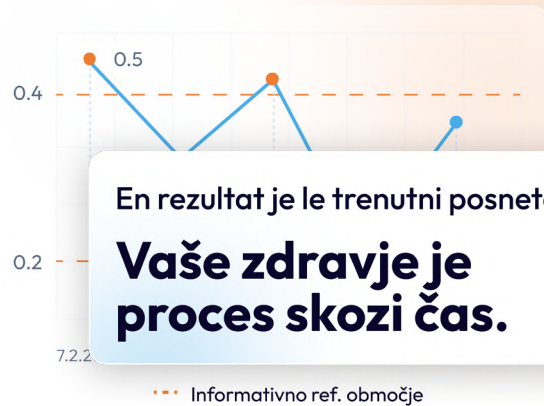 0.5
0.4
En rezultat je le trenutni
Vaše zdravje je
0.2
proces skozi čas.
Informativno ref. območje